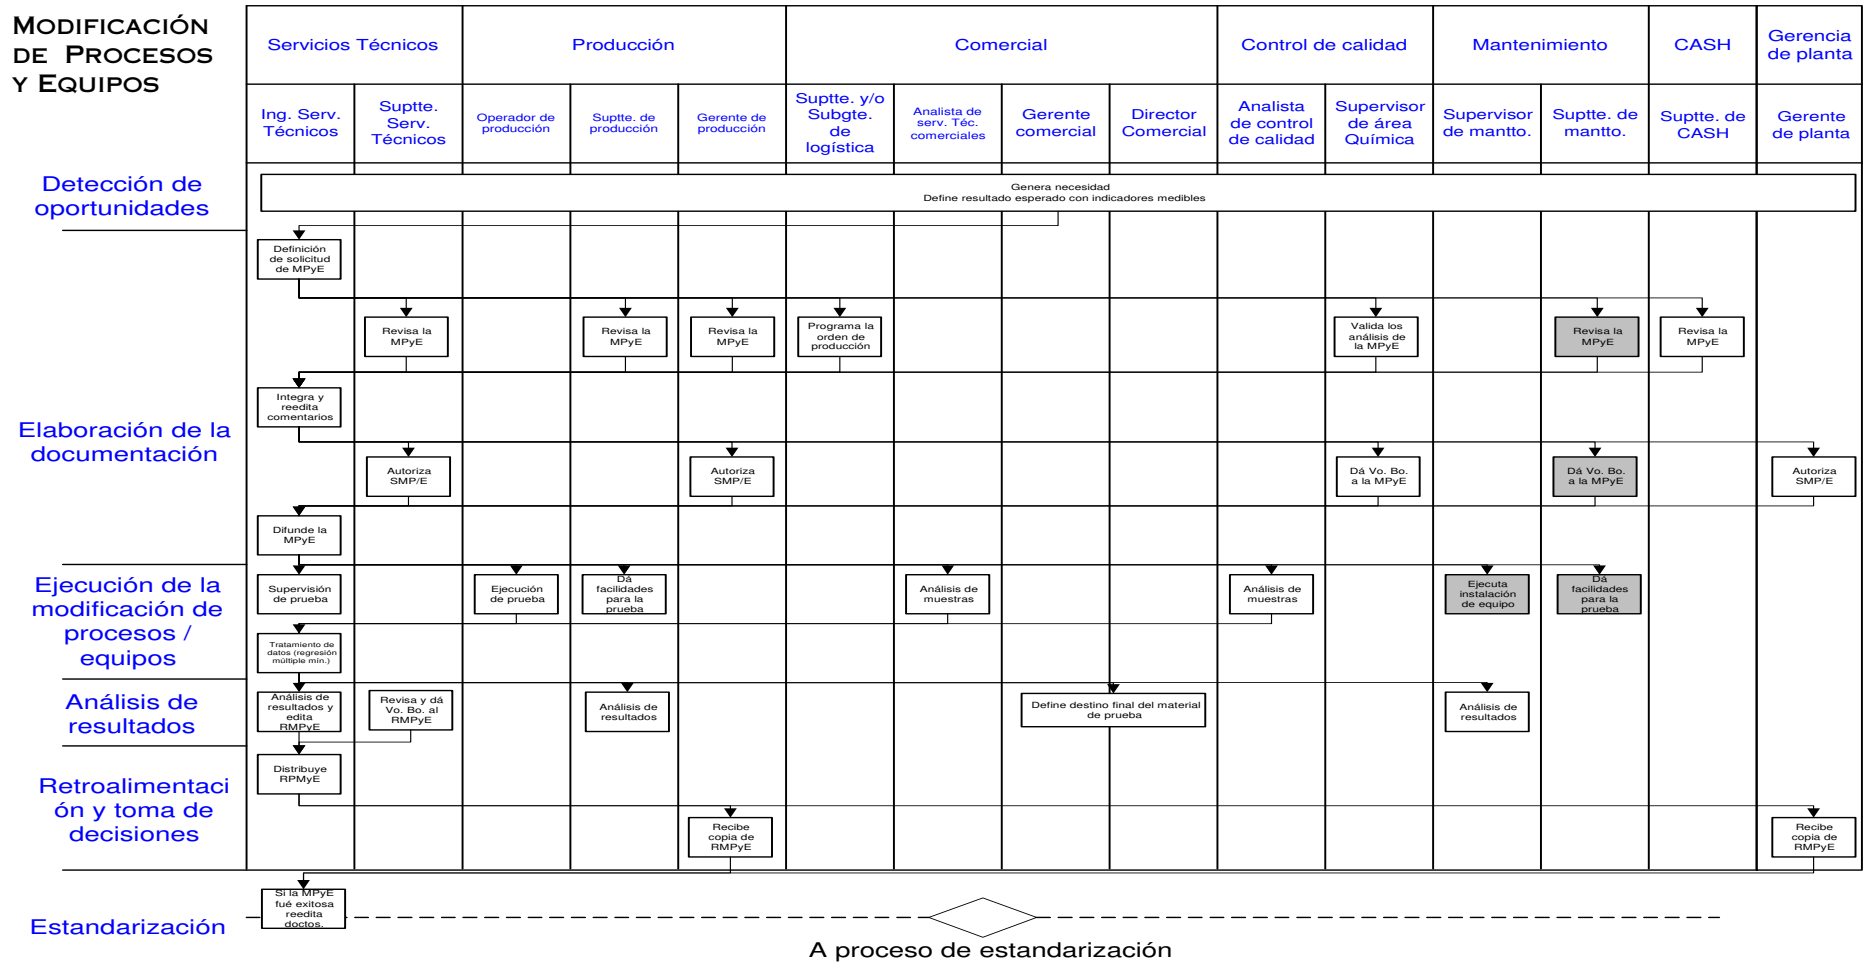 MODIFICACIÓN
DE PROCESOS
Y EQUIPOS
Servicios Técnicos
Producción
Comercial
Control de calidad
Mantenimiento
CASH
Gerencia
de planta
Ing. Serv.
Técnicos
Suptte.
Serv.
Técnicos
Operador de
producción
Suptte. de
producción
Gerente de
producción
Suptte. y/o
Subgte.
de
logística
Analista de
serv. Téc.
comerciales
Gerente
comercial
Director
Comercial
Analista
de control
de calidad
Supervisor
de área
Química
Supervisor
de mantto.
Suptte. de
mantto.
Suptte. de
CASH
Gerente
de planta
Detección de
oportunidades
Genera necesidad
Define resultado esperado con indicadores medibles
Definición
de solicitud
de MPyE
Elaboración de la
documentación
Revisa la
MPyE
Revisa la
MPyE
Revisa la
MPyE
Programa la
orden de
producción
Valida los
análisis de
la MPyE
Revisa la
MPyE
Revisa la
MPyE
Integra y
reedita
comentarios
Autoriza
SMP/E
Autoriza
SMP/E
Dá Vo. Bo.
a la MPyE
Dá Vo. Bo.
a la MPyE
Autoriza
SMP/E
Difunde la
MPyE
Ejecución de la
modificación de
procesos /
equipos
Supervisión
de prueba
Ejecución
de prueba
Dá
facilidades
para la
prueba
Análisis de
muestras
Análisis de
muestras
Ejecuta
instalación
de equipo
Dá
facilidades
para la
prueba
Tratamiento de
datos (regresión
múltiple mín.)
Análisis de
resultados
Análisis de
resultados y
edita
RMPyE
Revisa y dá
Vo. Bo. al
RMPyE
Análisis de
resultados
Define destino final del material
de prueba
Análisis de
resultados
Retroalimentaci
ón y toma de
decisiones
Distribuye
RPMyE
Recibe
copia de
RMPyE
Recibe
copia de
RMPyE
Estandarización
Si la MPyE
fué exitosa
reedita
doctos.
A proceso de estandarización